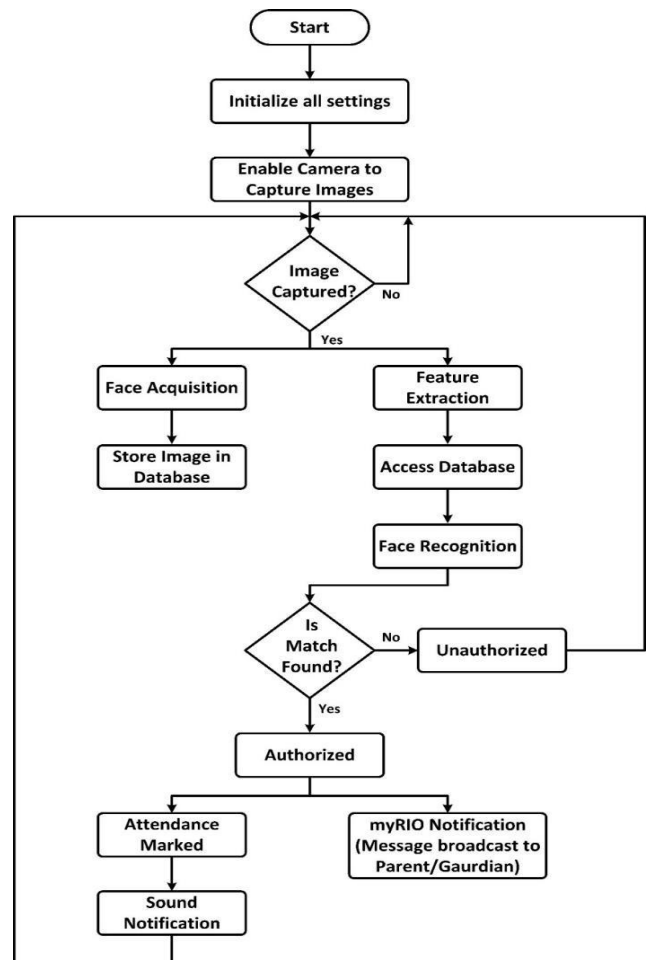 Start
Initialize all settings
Enable Camera to
Capture Images
Image
Captured?
No
Yes
Face Acquisition
Feature
Extraction
Store Image in
Database
Access Database
Face Recognition
Is
Match
Found?
No
Unauthorized
Yes
Authorized
Attendance
Marked
myRIO Notification
(Message broadcast to
Parent/Gaurdian)
Sound
Notification